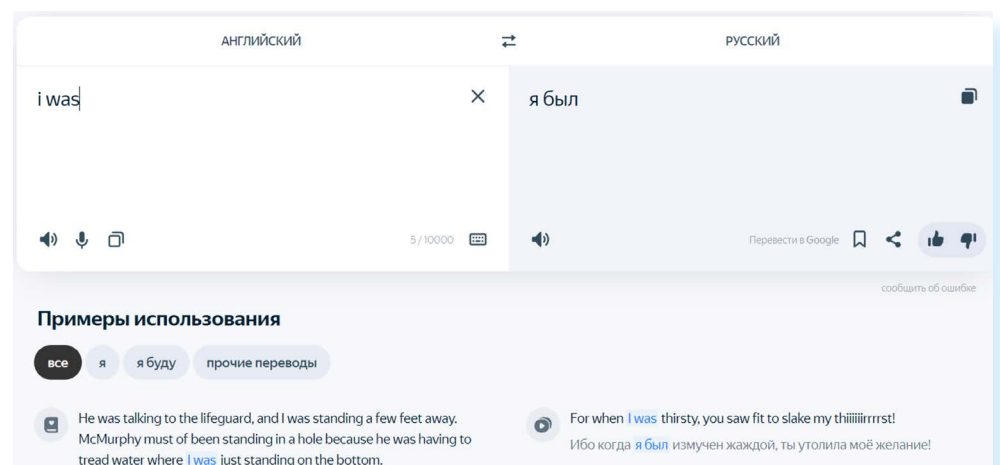 АНГЛИЙСКИЙ
РУССКИЙ
i was
я был
5 / 10000
Перевести в Google
сообщить об ошибке
Примеры использования
все
я
я буду
прочие переводы
He was talking to the lifeguard, and I was standing a few feet away.
McMurphy must of been standing in a hole because he was having to
tread water where I was just standing on the bottom.
For when I was thirsty, you saw fit to slake my thiiiiiirrrrst!
Ибо когда я был измучен жаждой, ты утолила моё желание!